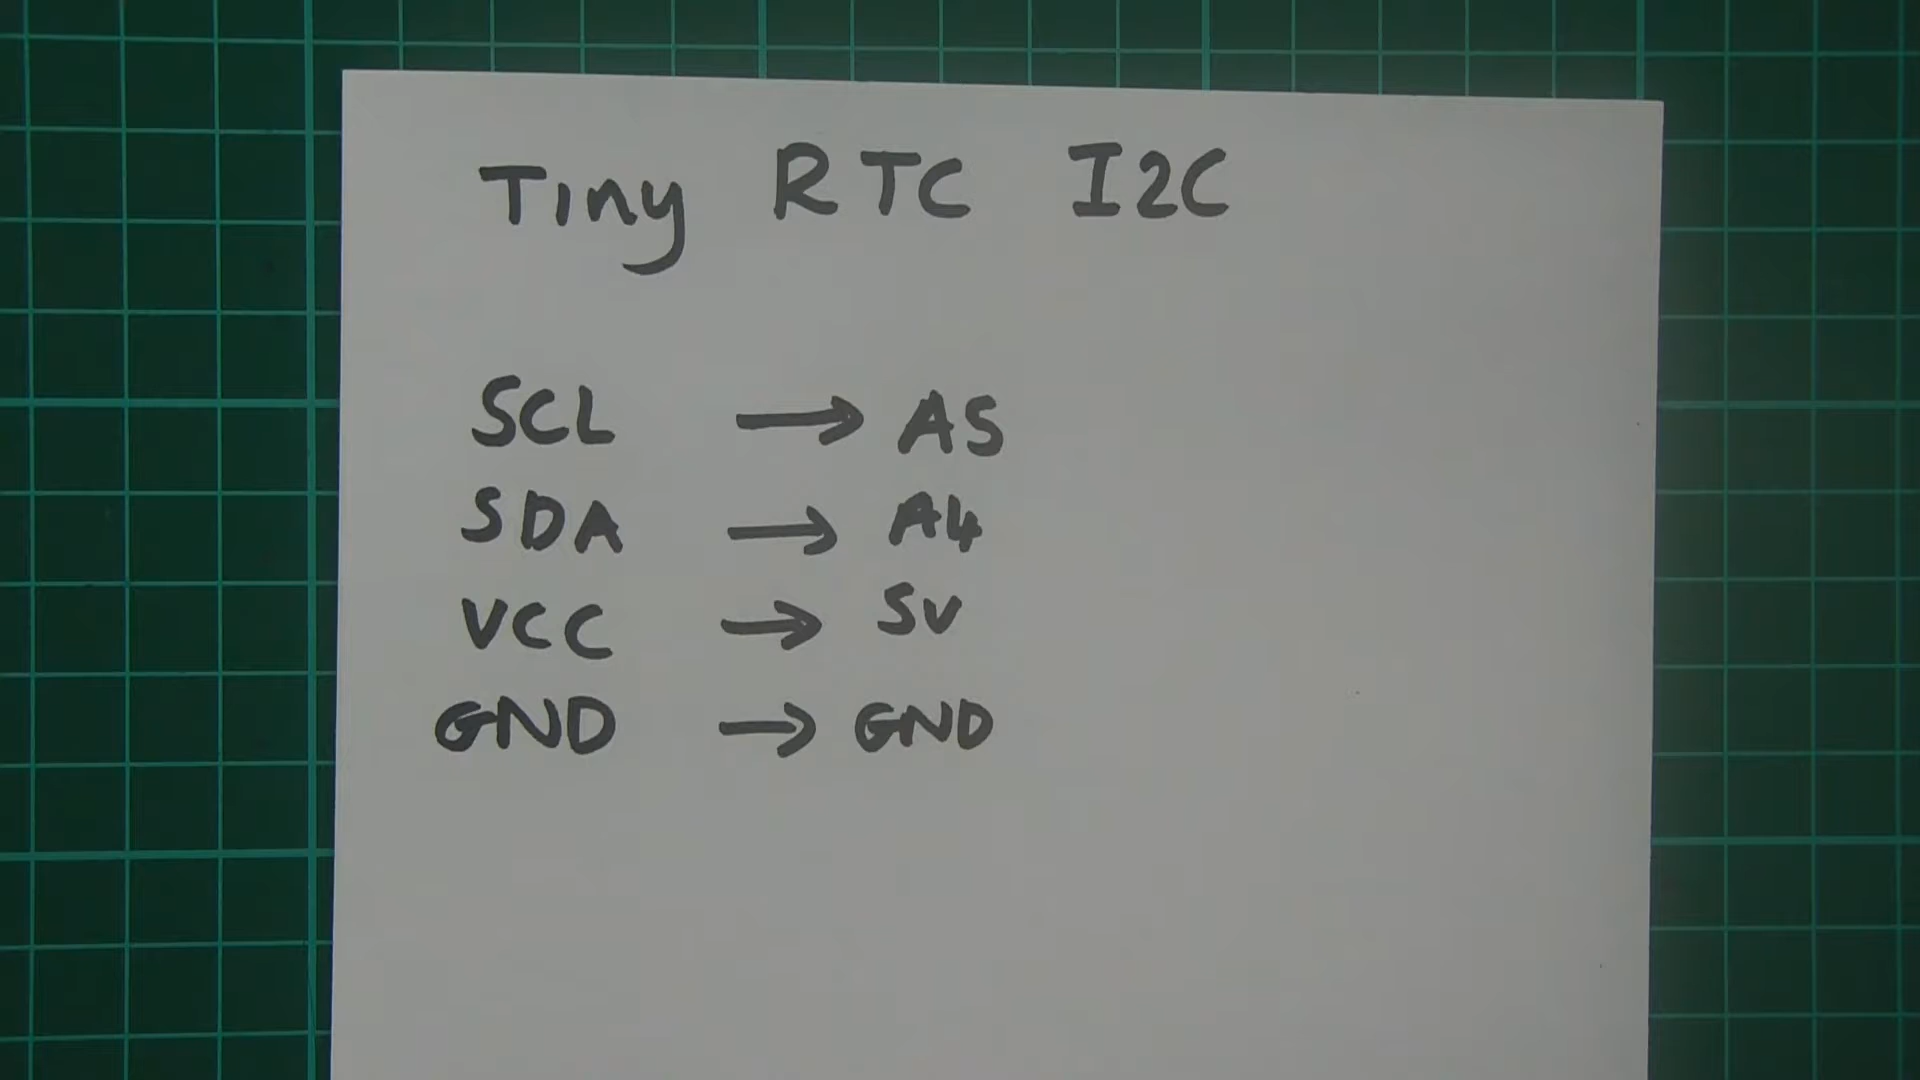 Tiny RTC I2C
SCL → A5
SDA → A4
VCC → 5V
GND → GND